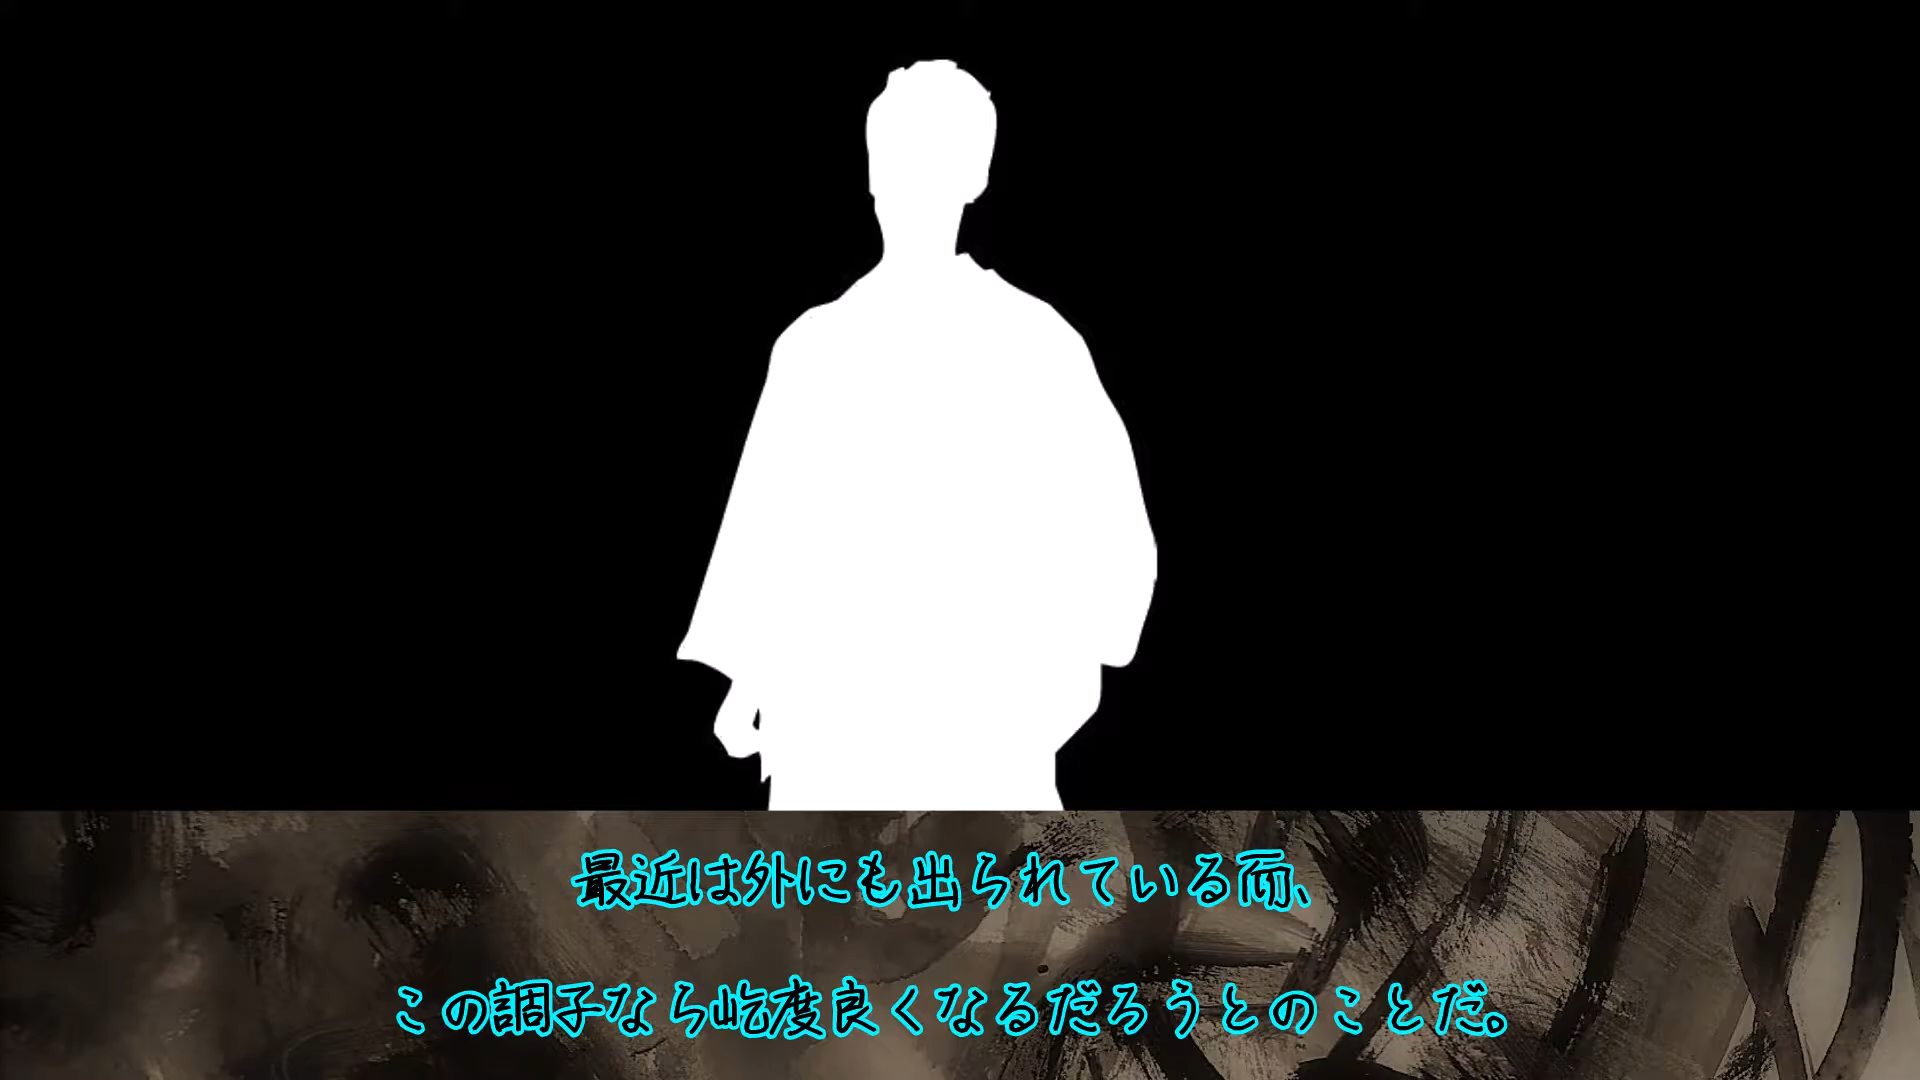 最近は外にも出られている而、
この調子なら屹度良くなるだろうとのことだ。